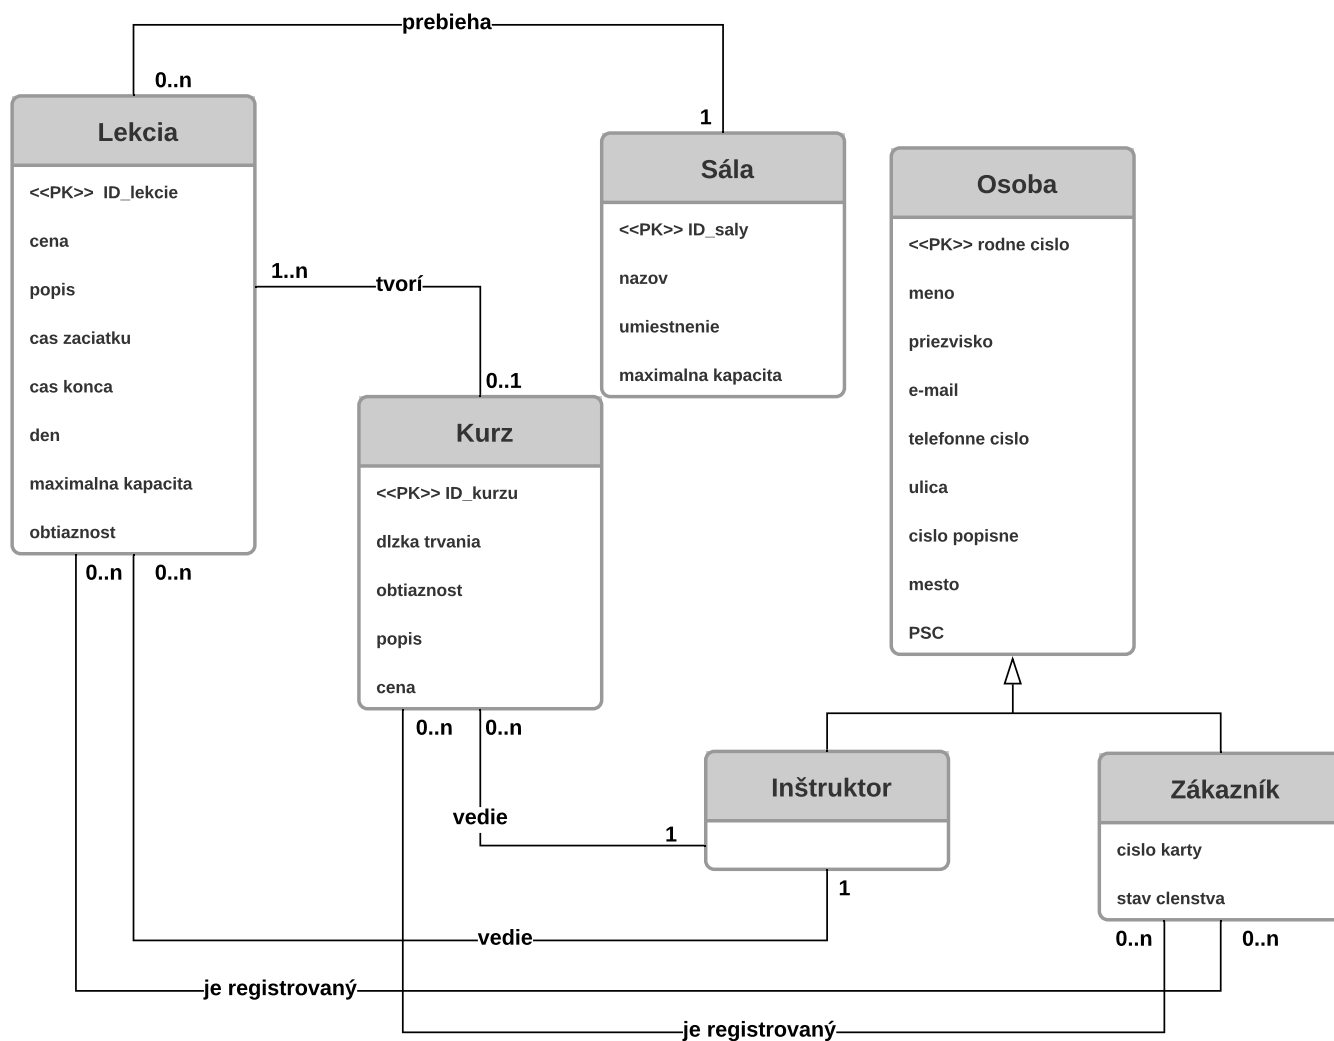 prebieha
0..n
1
Lekcia
<<PK>> ID_lekcie
cena
popis
cas zaciatku
cas konca
den
maximalna kapacita
obtiaznost
Sála
<<PK>> ID_saly
nazov
umiestnenie
maximalna kapacita
Osoba
<<PK>> rodne cislo
meno
priezvisko
e-mail
telefonne cislo
ulica
cislo popisne
mesto
PSC
1..n
tvorí
0..1
Kurz
<<PK>> ID_kurzu
dlzka trvania
obtiaznost
popis
cena
0..n
0..n
0..n
0..n
vedie
1
Inštruktor
1
Zákazník
cislo karty
stav clenstva
0..n
0..n
vedie
je registrovaný
je registrovaný